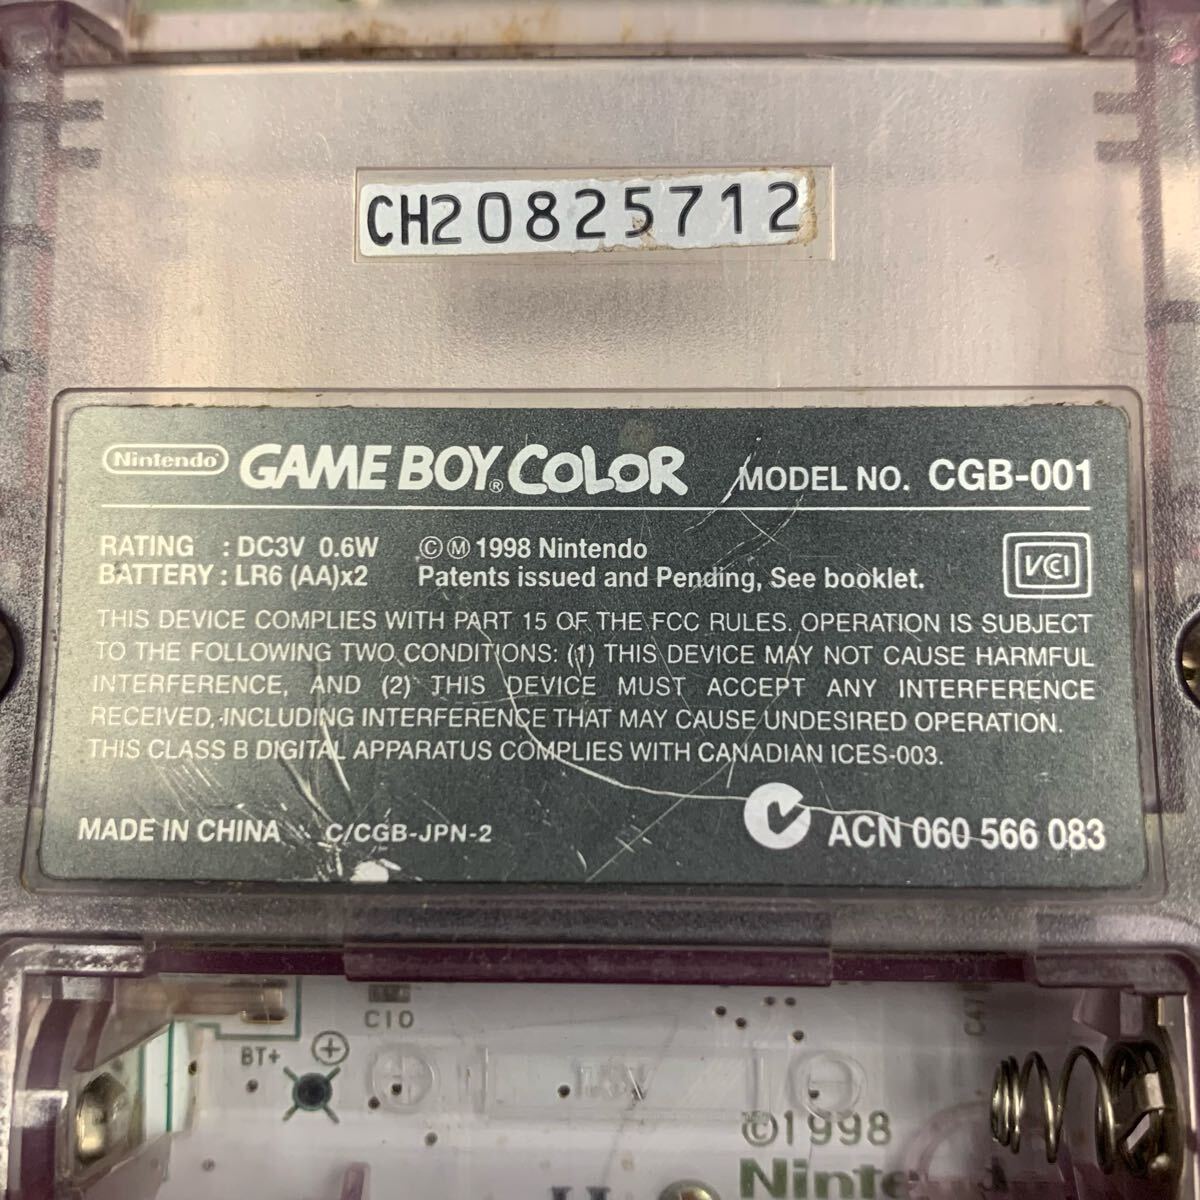 CH20825712
Nintendo GAME BOY® COLOR MODEL NO. CGB-001
RATING : DC3V 0.6W ©Ⓜ 1998 Nintendo
BATTERY : LR6 (AA)x2 Patents issued and Pending, See booklet.
VCCI
THIS DEVICE COMPLIES WITH PART 15 OF THE FCC RULES. OPERATION IS SUBJECT
TO THE FOLLOWING TWO CONDITIONS: (1) THIS DEVICE MAY NOT CAUSE HARMFUL
INTERFERENCE, AND (2) THIS DEVICE MUST ACCEPT ANY INTERFERENCE
RECEIVED, INCLUDING INTERFERENCE THAT MAY CAUSE UNDESIRED OPERATION.
THIS CLASS B DIGITAL APPARATUS COMPLIES WITH CANADIAN ICES-003.
MADE IN CHINA C/CGB-JPN-2 ACN 060 566 083
C10
BT+
1.5V
©1998